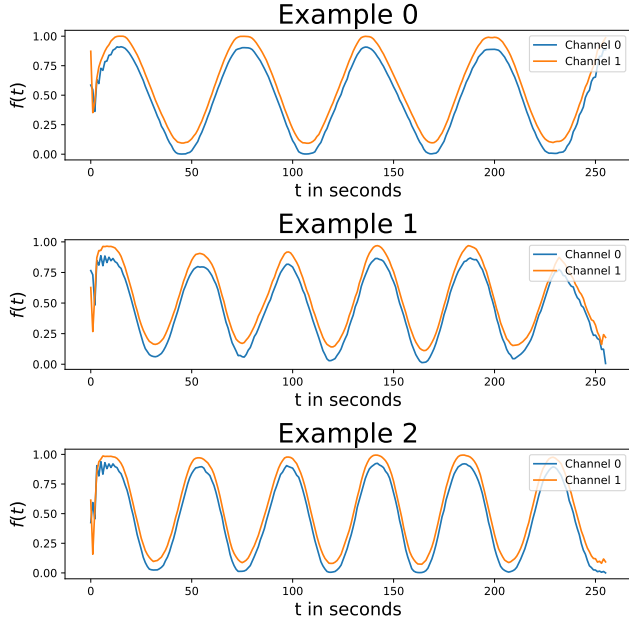 Example 0
1.00
0.75
0.50
0.25
0.00
f(t)
Channel 0
Channel 1
0 50 100 150 200 250
t in seconds
Example 1
1.00
0.75
0.50
0.25
0.00
f(t)
Channel 0
Channel 1
0 50 100 150 200 250
t in seconds
Example 2
1.00
0.75
0.50
0.25
0.00
f(t)
Channel 0
Channel 1
0 50 100 150 200 250
t in seconds